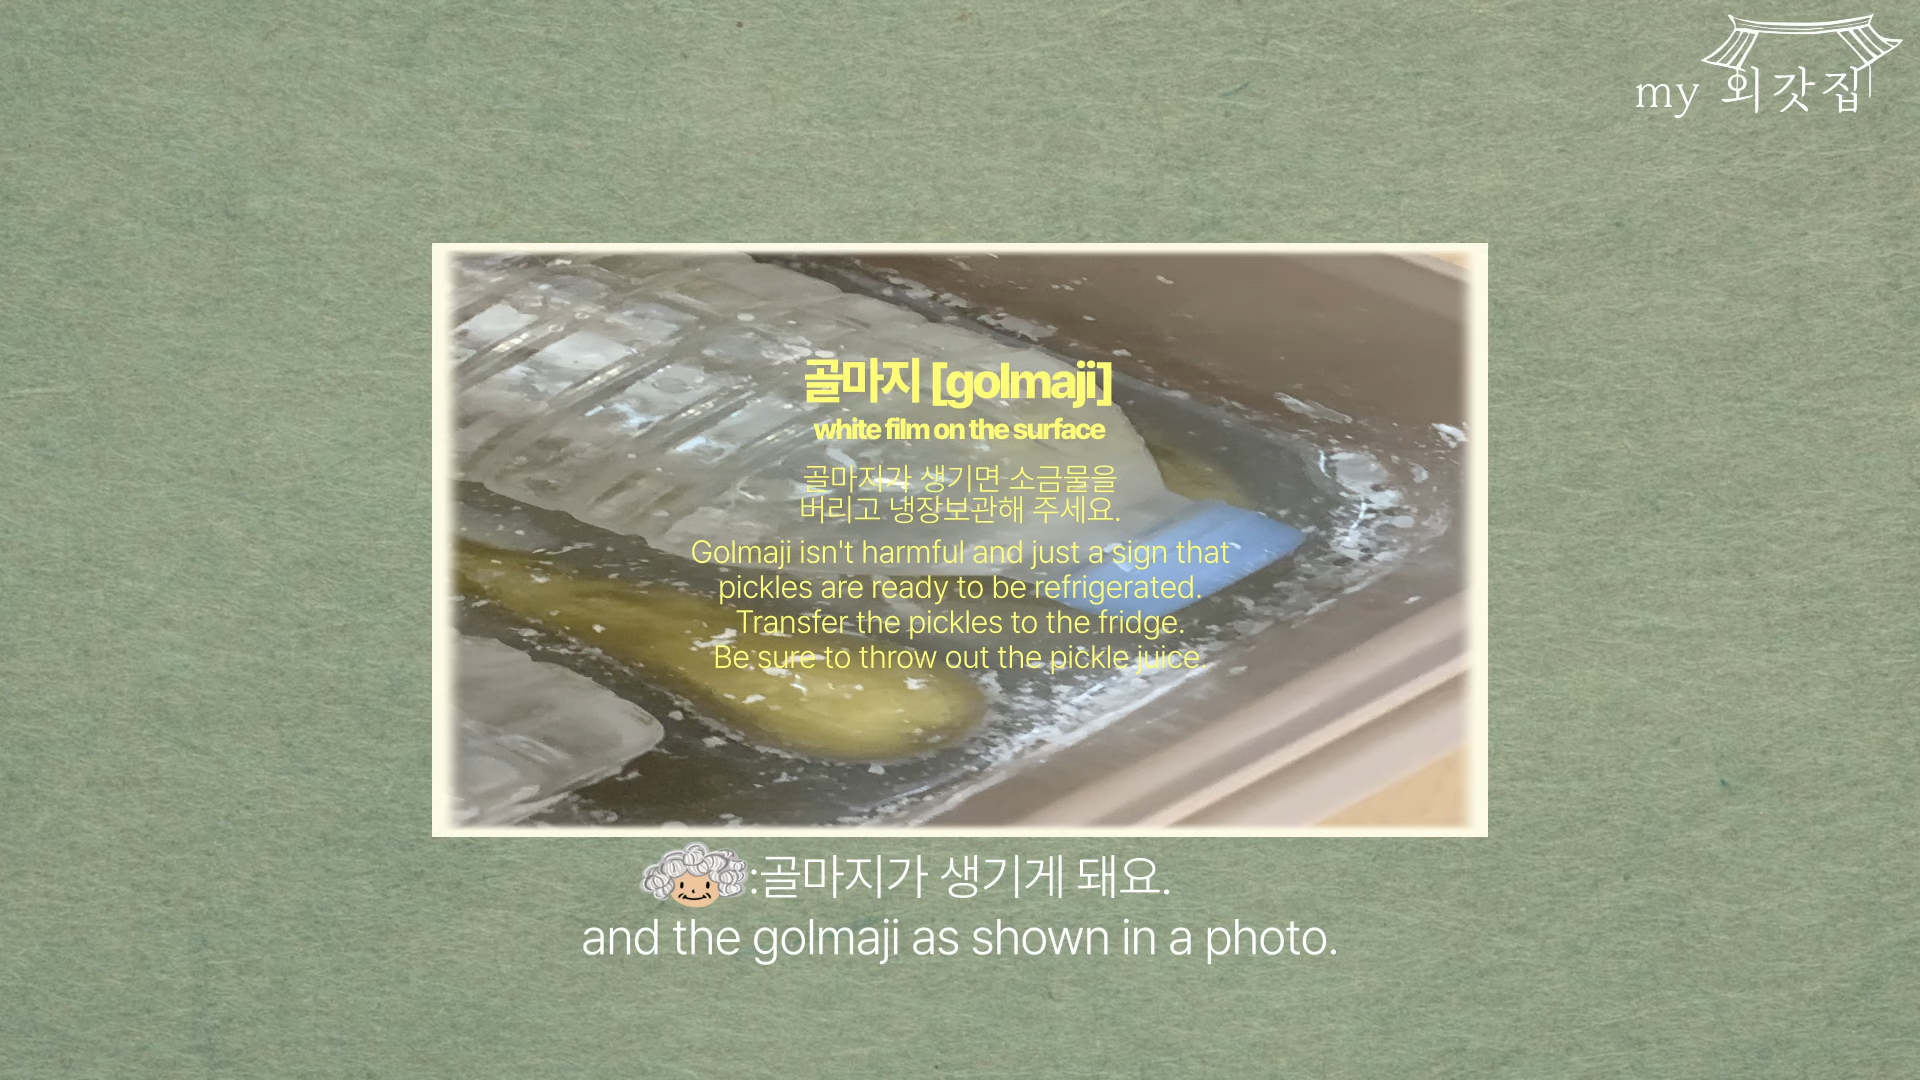 my 외갓집
골마지 [golmaji]
white film on the surface
골마지가 생기면 소금물을
버리고 냉장보관해 주세요.
Golmaji isn't harmful and just a sign that
pickles are ready to be refrigerated.
Transfer the pickles to the fridge.
Be sure to throw out the pickle juice.
:골마지가 생기게 돼요.
and the golmaji as shown in a photo.